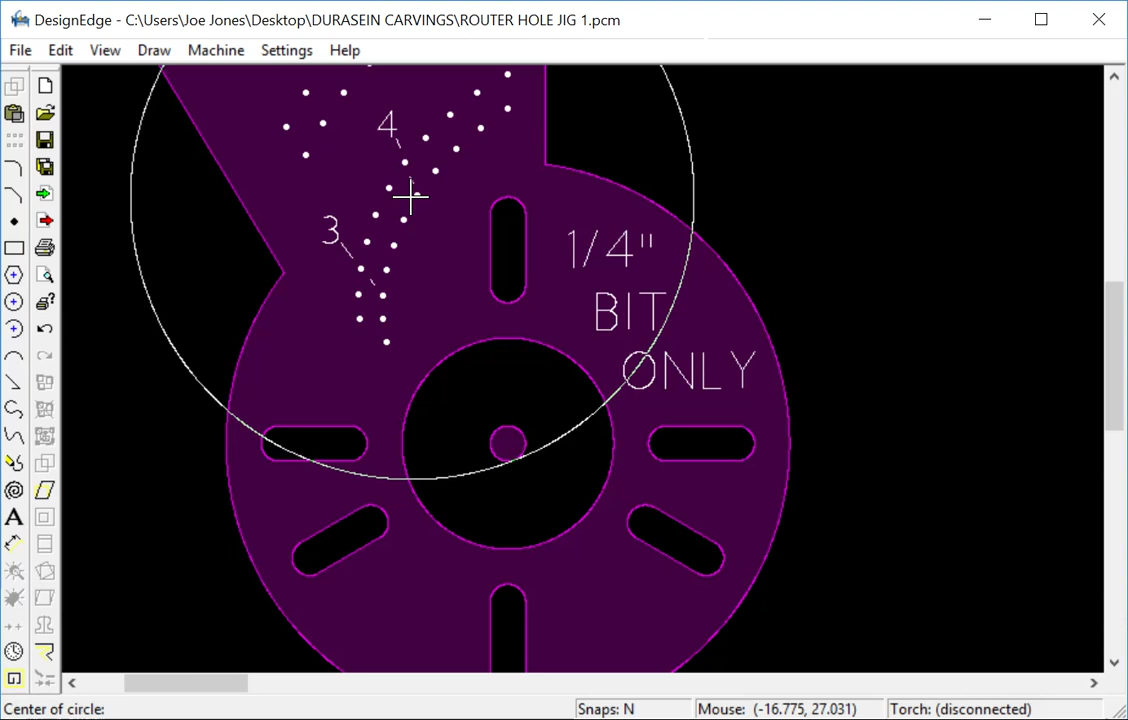 DesignEdge - C:\Users\Joe Jones\Desktop\DURASEIN CARVINGS\ROUTER HOLE JIG 1.pcm
File Edit View Draw Machine Settings Help
4
3
1/4"
BIT
ONLY
A
Center of circle:
Snaps: N
Mouse: (-16.775, 27.031)
Torch: (disconnected)